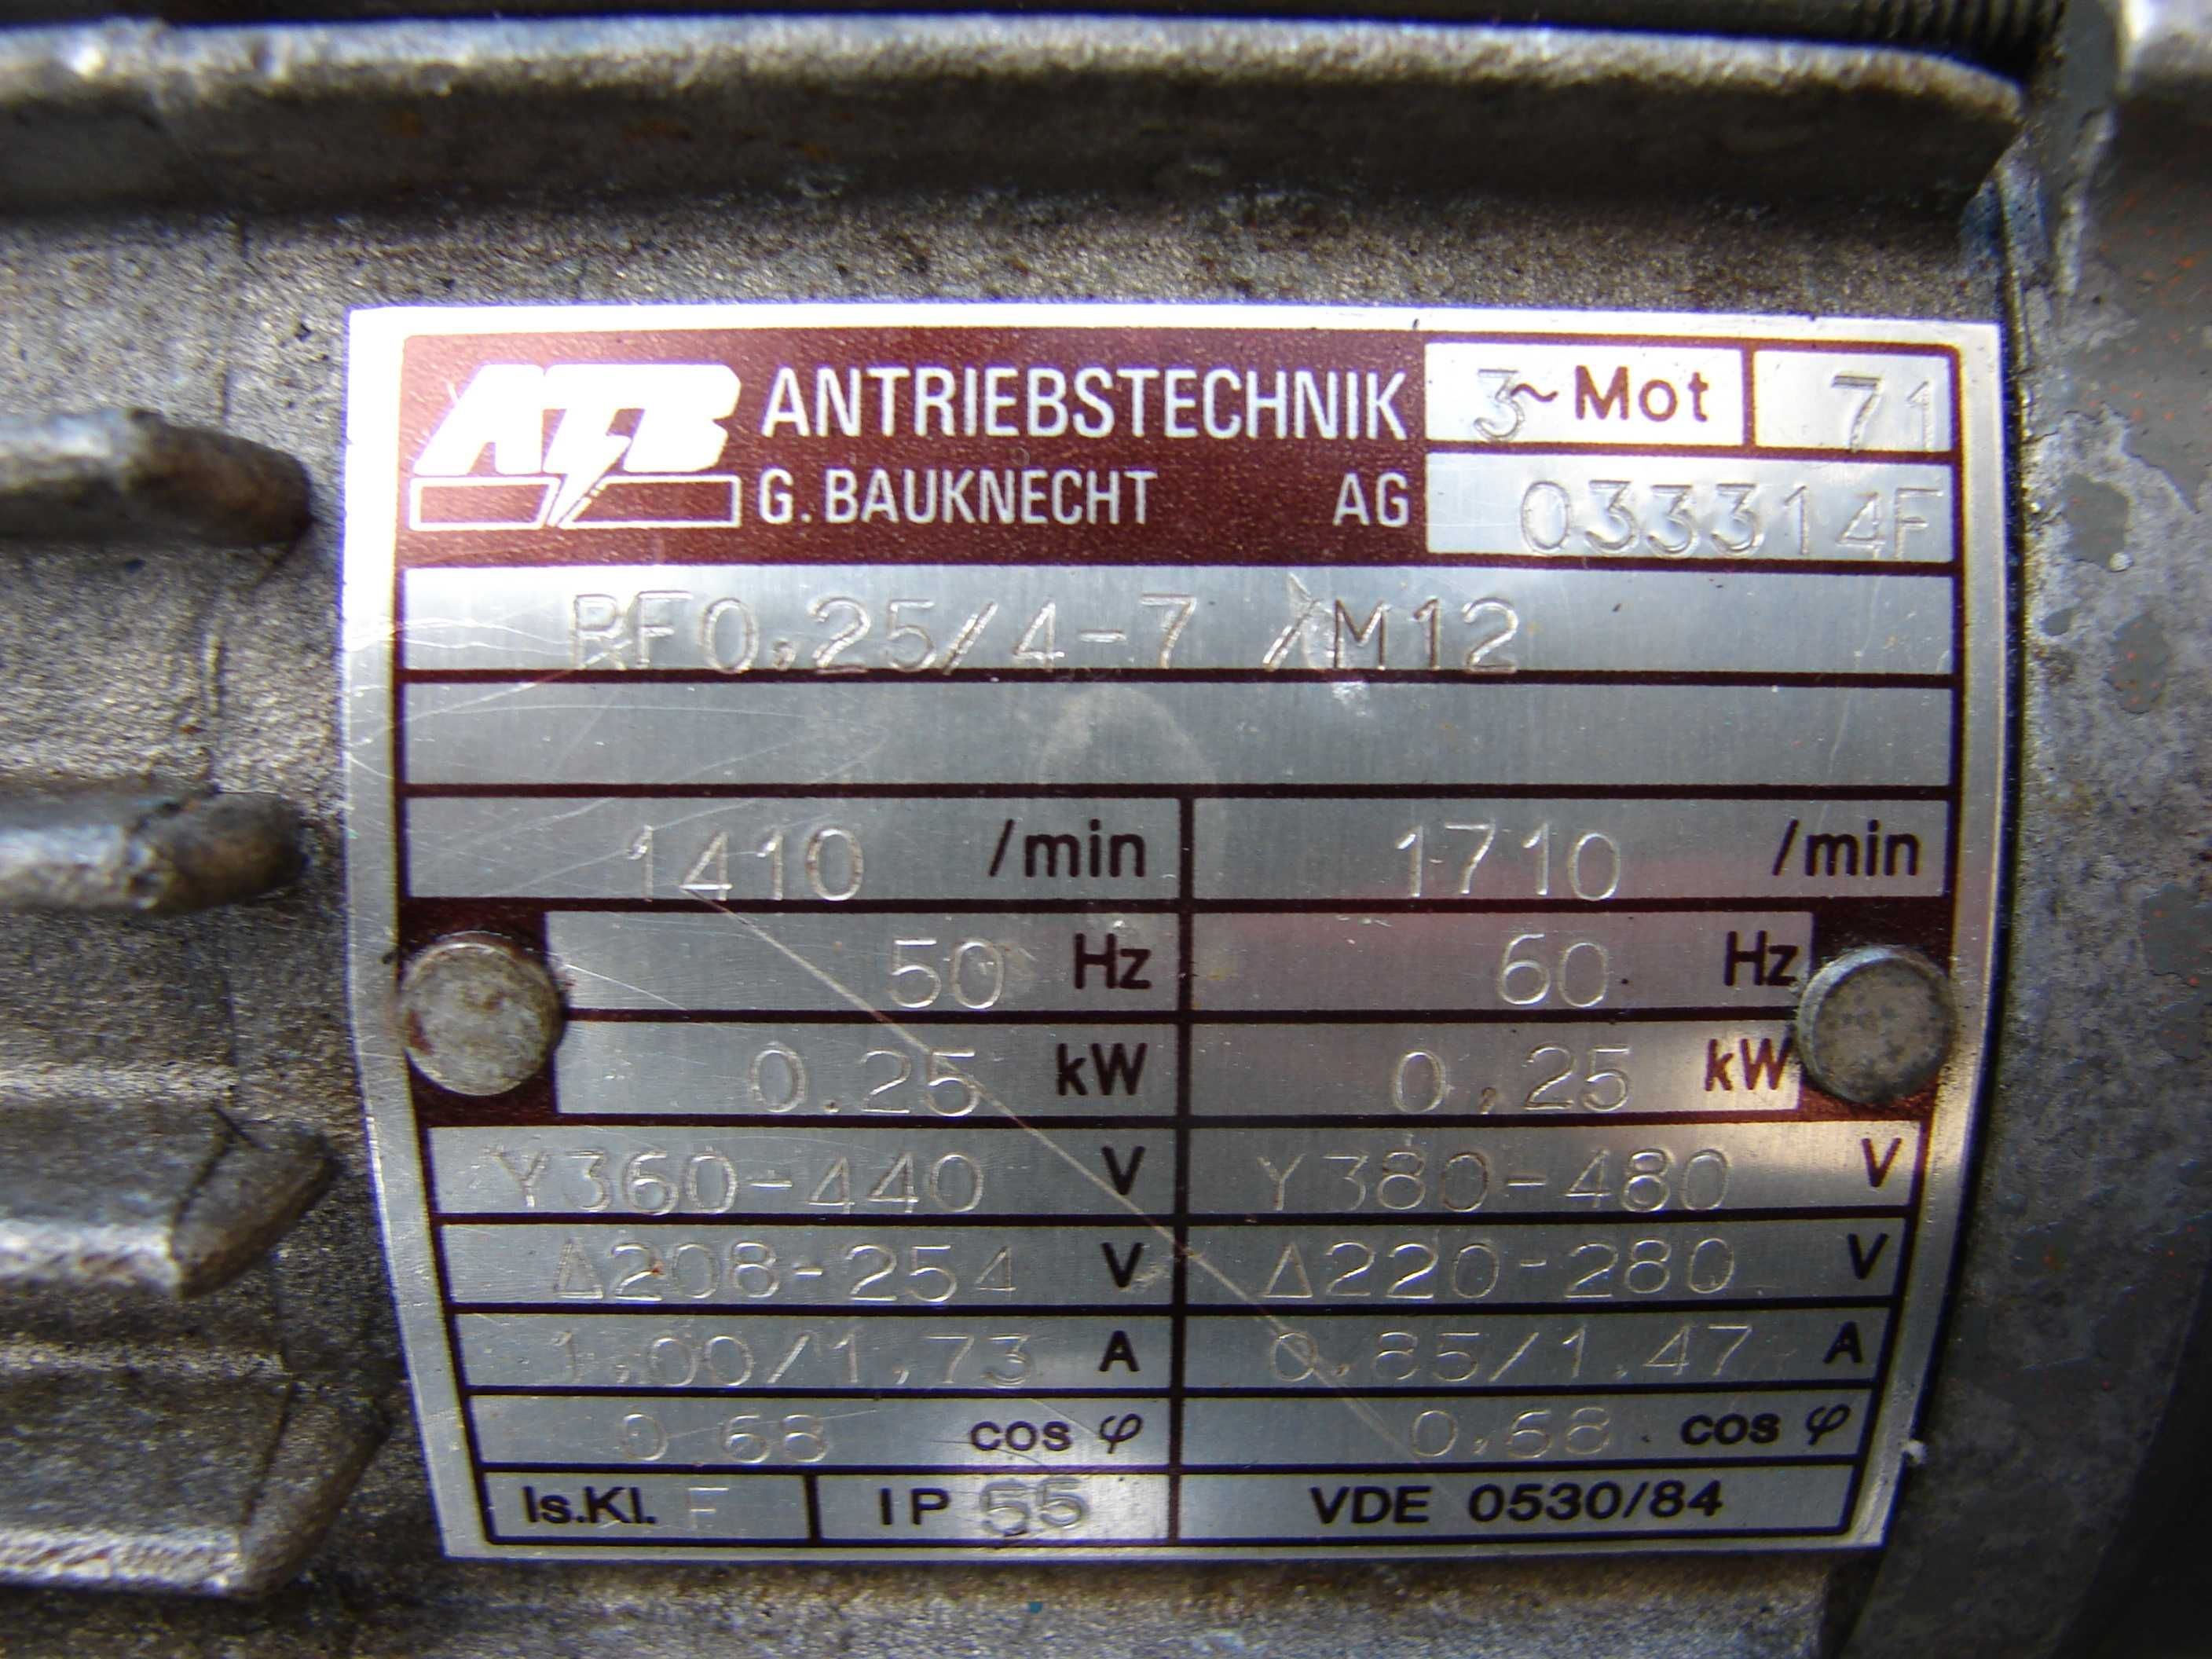 ATB ANTRIEBSTECHNIK 3~Mot 71
G. BAUKNECHT AG 033314F
RF0,25/4-7 /M12
1410 /min 1710 /min
50 Hz 60 Hz
0.25 kW 0,25 kW
Y360-440 V Y380-480 V
Δ208-254 V Δ220-280 V
1,00/1,73 A 0,85/1,47 A
0 68 cos φ 0,68 cos φ
Is.Kl. F IP 55 VDE 0530/84